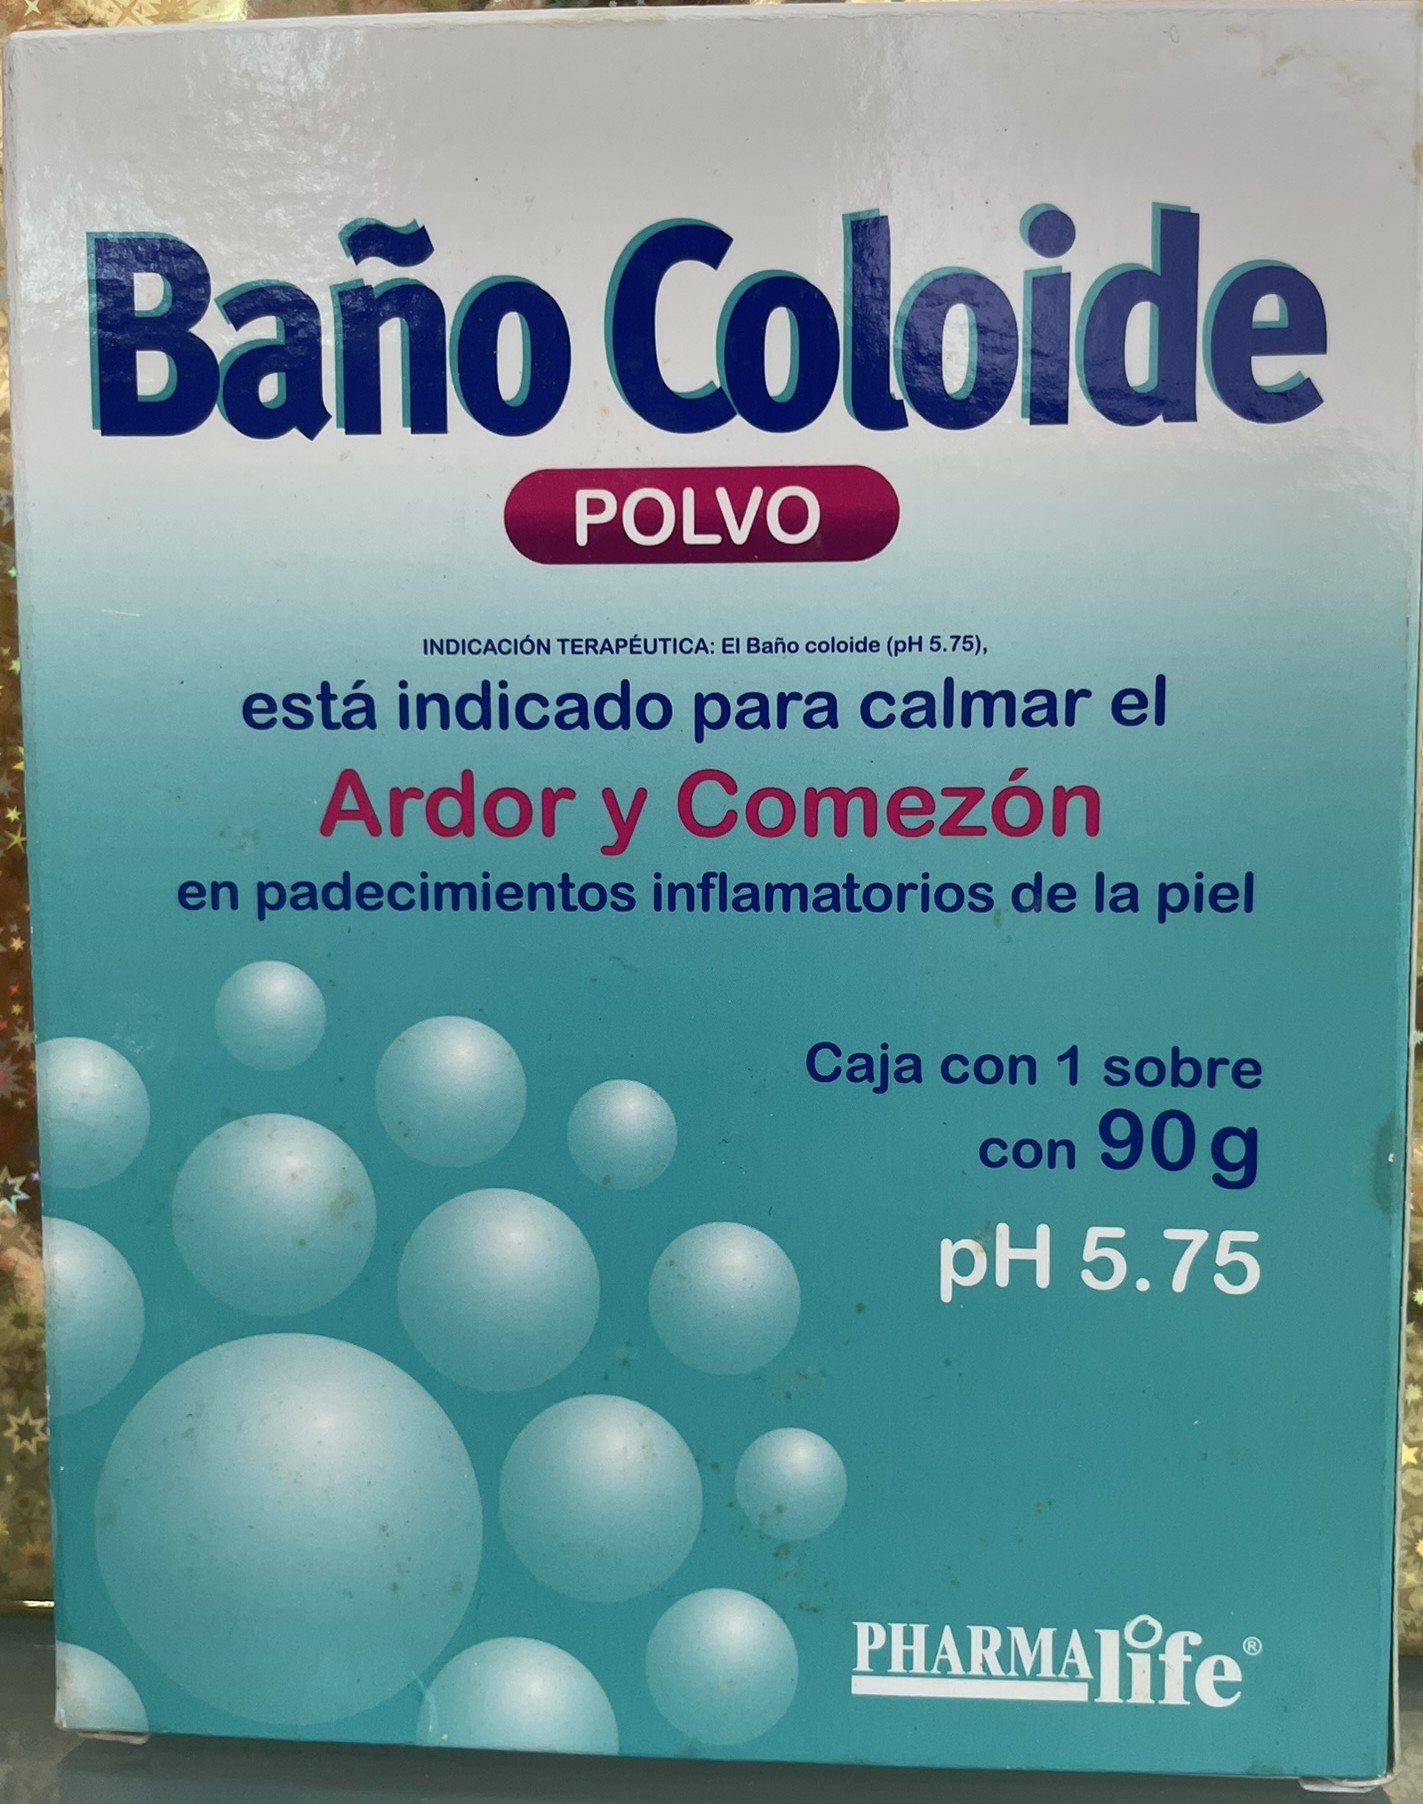 Baño Coloide
POLVO
INDICACIÓN TERAPÉUTICA: El Baño coloide (pH 5.75),
está indicado para calmar el
Ardor y Comezón
en padecimientos inflamatorios de la piel
Caja con 1 sobre
con 90 g
pH 5.75
PHARMAlife®